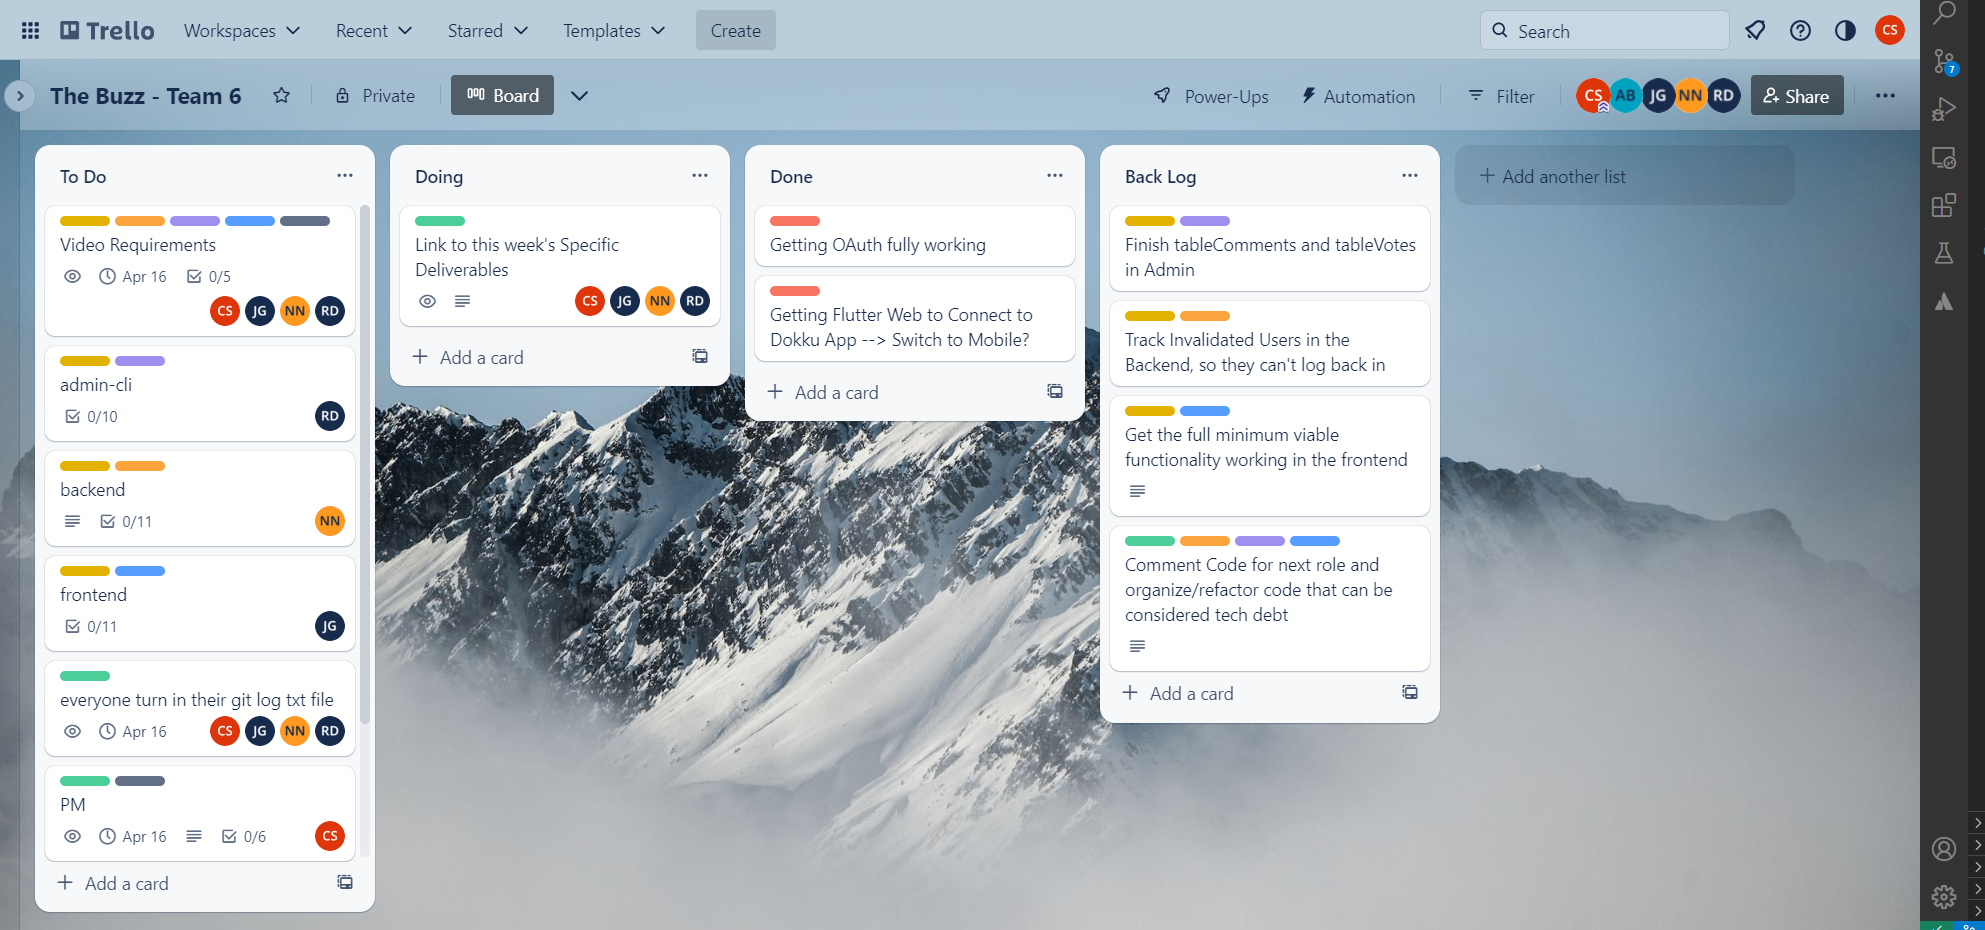 Trello
Workspaces
Recent
Starred
Templates
Create
Search
CS
The Buzz - Team 6
Private
Board
Power-Ups
Automation
Filter
CS AB JG NN RD
Share
7
To Do
Video Requirements
Apr 16
0/5
CS JG NN RD
admin-cli
0/10
RD
backend
0/11
NN
frontend
0/11
JG
everyone turn in their git log txt file
Apr 16
CS JG NN RD
PM
Apr 16
0/6
CS
+ Add a card
Doing
Link to this week's Specific
Deliverables
CS JG NN RD
+ Add a card
Done
Getting OAuth fully working
Getting Flutter Web to Connect to
Dokku App --> Switch to Mobile?
+ Add a card
Back Log
Finish tableComments and tableVotes
in Admin
Track Invalidated Users in the
Backend, so they can't log back in
Get the full minimum viable
functionality working in the frontend
Comment Code for next role and
organize/refactor code that can be
considered tech debt
+ Add a card
+ Add another list